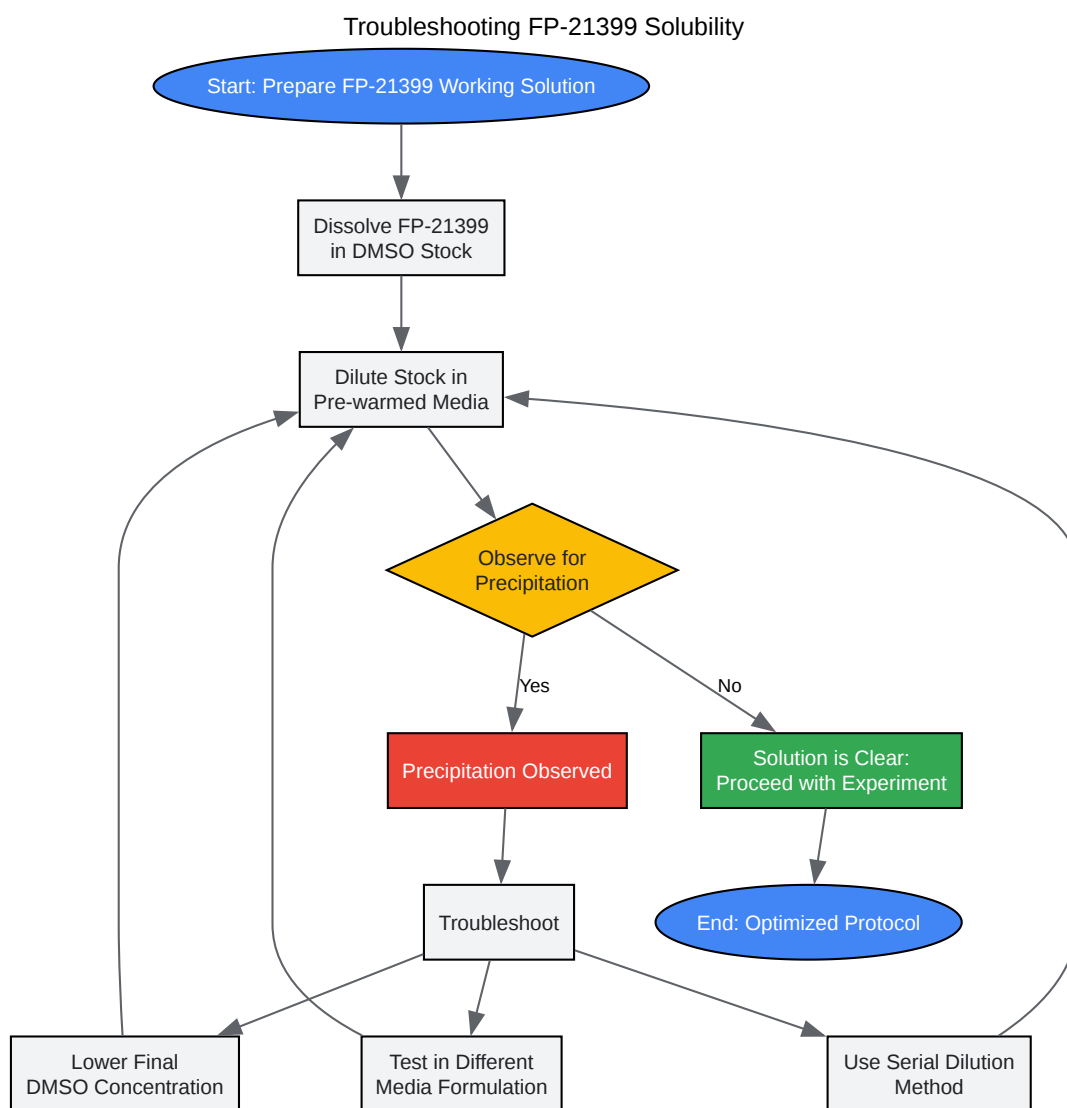 Troubleshooting FP-21399 Solubility
Start: Prepare FP-21399 Working Solution
Dissolve FP-21399
in DMSO Stock
Dilute Stock in
Pre-warmed Media
Observe for
Precipitation
Yes
No
Precipitation Observed
Solution is Clear:
Proceed with Experiment
Troubleshoot
End: Optimized Protocol
Lower Final
DMSO Concentration
Test in Different
Media Formulation
Use Serial Dilution
Method